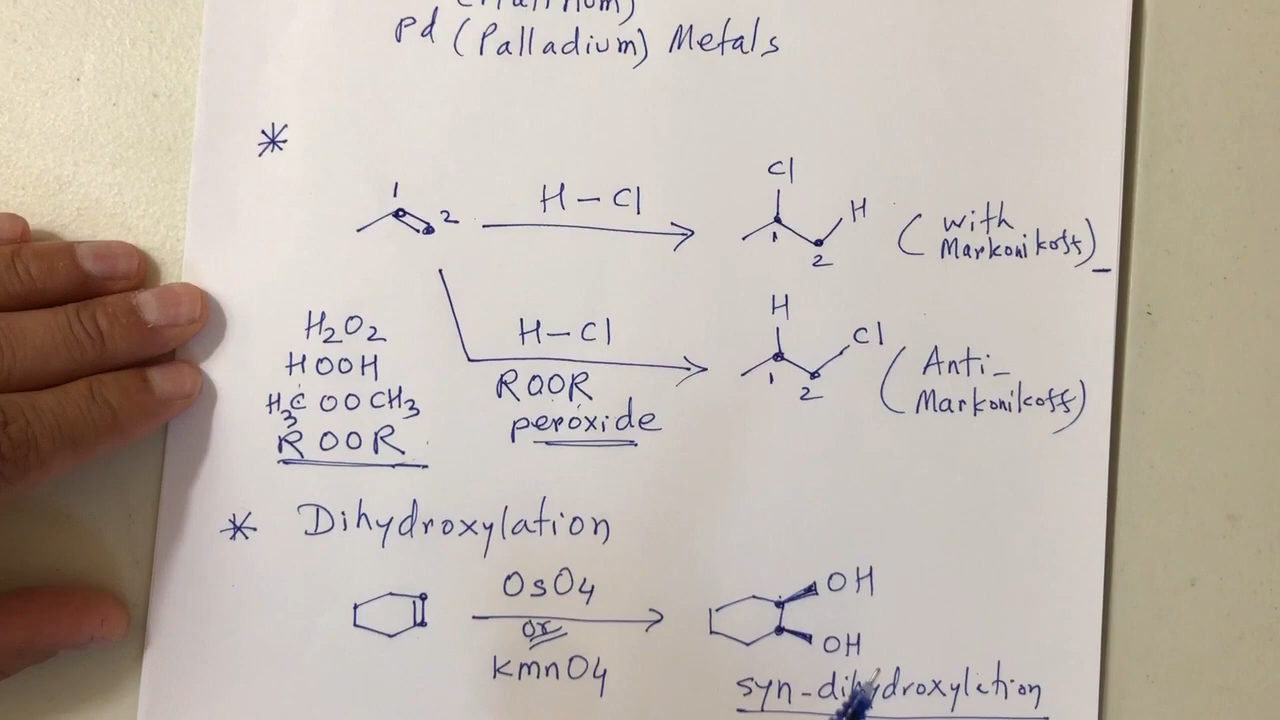 Pd (Palladium) Metals
*
1
2
H-Cl
Cl
H
1
2
(with
Markonikoff)
H2O2
HOOH
H3C OOCH3
ROOR
H-Cl
ROOR
peroxide
H
Cl
1
2
(Anti-
Markonikoff)
* Dihydroxylation
OsO4
or
kmnO4
OH
OH
syn-dihydroxylation